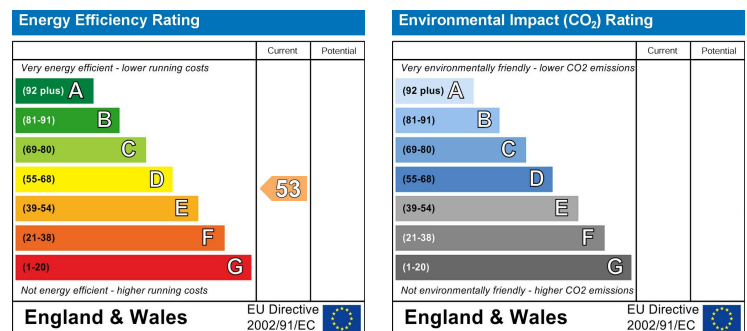 Energy Efficiency Rating
Current Potential
Very energy efficient - lower running costs
(92 plus) A
(81-91) B
(69-80) C
(55-68) D
(39-54) E
(21-38) F
(1-20) G
53
Not energy efficient - higher running costs
England & Wales
EU Directive
2002/91/EC
Environmental Impact (CO₂) Rating
Current Potential
Very environmentally friendly - lower CO2 emissions
(92 plus) A
(81-91) B
(69-80) C
(55-68) D
(39-54) E
(21-38) F
(1-20) G
Not environmentally friendly - higher CO2 emissions
England & Wales
EU Directive
2002/91/EC